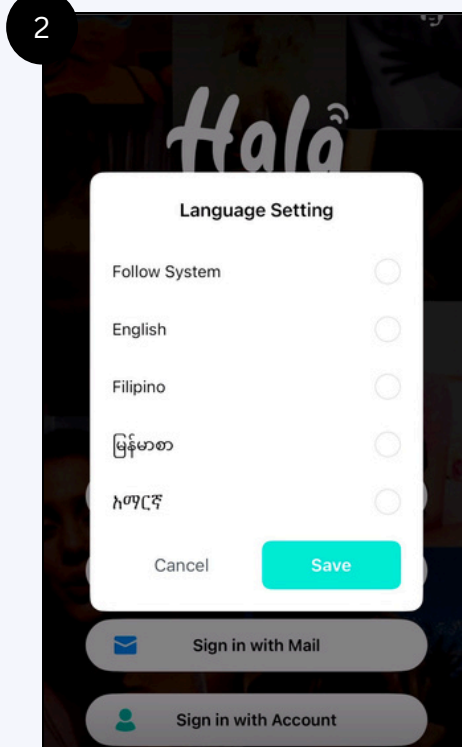 2
Hala
Language Setting
Follow System
English
Filipino
မြန်မာစာ
አማርኛ
Cancel
Save
Sign in with Mail
Sign in with Account